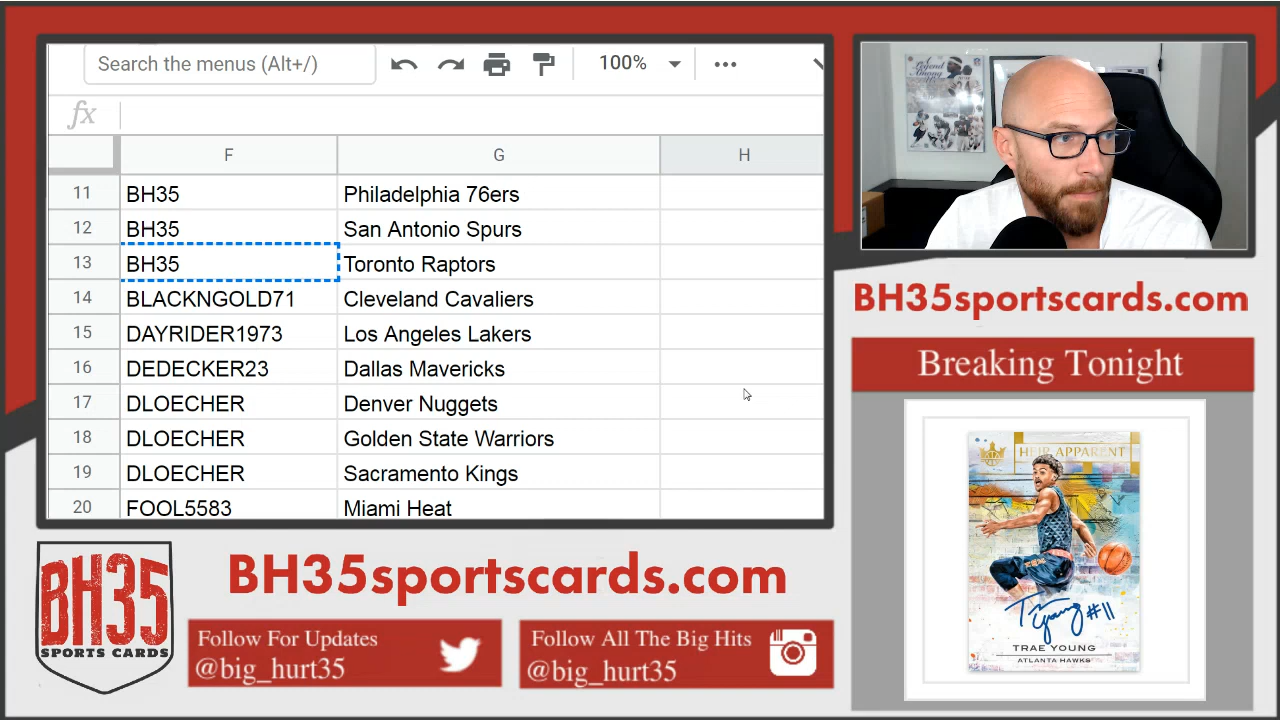 Search the menus (Alt+/)
100%
fx
F G H
11 BH35 Philadelphia 76ers
12 BH35 San Antonio Spurs
13 BH35 Toronto Raptors
14 BLACKNGOLD71 Cleveland Cavaliers
15 DAYRIDER1973 Los Angeles Lakers
16 DEDECKER23 Dallas Mavericks
17 DLOECHER Denver Nuggets
18 DLOECHER Golden State Warriors
19 DLOECHER Sacramento Kings
20 FOOL5583 Miami Heat
BH35sportscards.com
Breaking Tonight
HEIR APPARENT
#11
TRAE YOUNG
ATLANTA HAWKS
BH35
SPORTS CARDS
BH35sportscards.com
Follow For Updates
@big_hurt35
Follow All The Big Hits
@big_hurt35